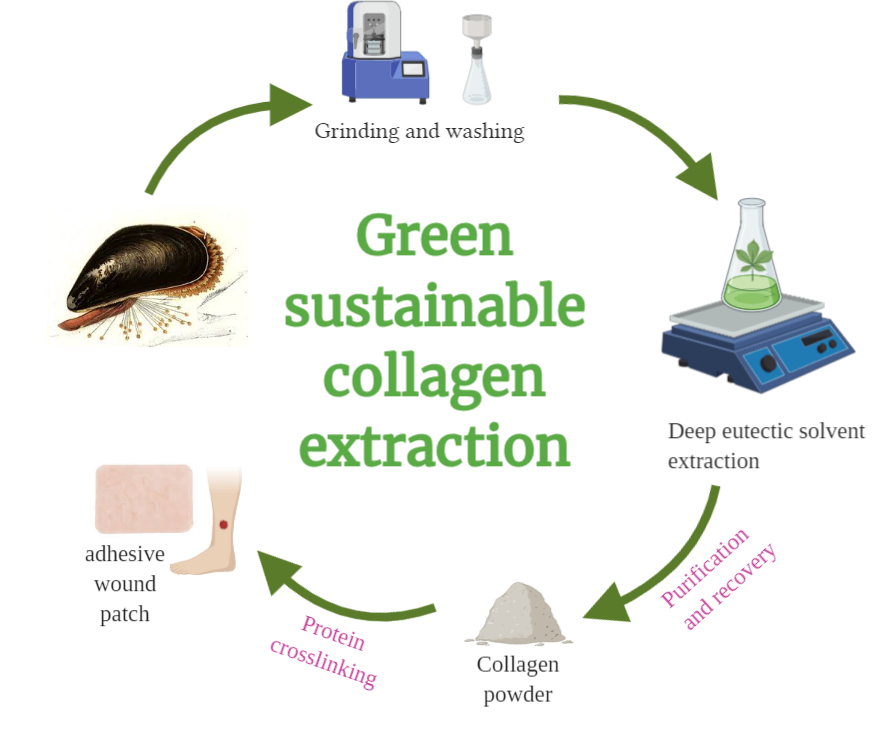 Grinding and washing
Green
sustainable
collagen
extraction
Deep eutectic solvent
extraction
Purification
and recovery
Collagen
powder
Protein
crosslinking
adhesive
wound
patch